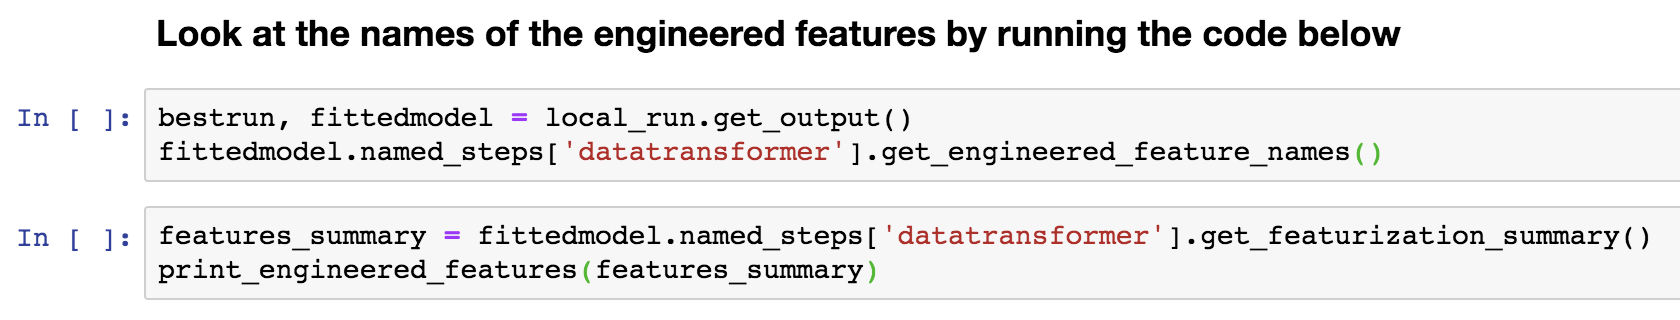 Look at the names of the engineered features by running the code below
In [ ]: bestrun, fittedmodel = local_run.get_output()
fittedmodel.named_steps['datatransformer'].get_engineered_feature_names()
In [ ]: features_summary = fittedmodel.named_steps['datatransformer'].get_featurization_summary()
print_engineered_features(features_summary)